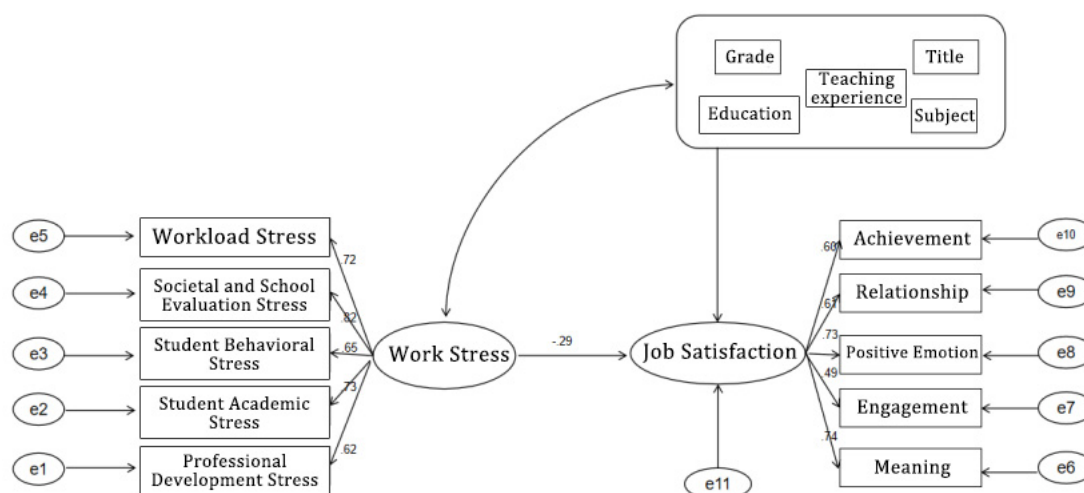 Grade
Title
Teaching
experience
Education
Subject
e5
Workload Stress
.72
e4
Societal and School
Evaluation Stress
.82
e3
Student Behavioral
Stress
.65
e2
Student Academic
Stress
.73
e1
Professional
Development Stress
.62
Work Stress
-.29
Job Satisfaction
e11
.60
Achievement
e10
.61
Relationship
e9
.73
Positive Emotion
e8
.49
Engagement
e7
.74
Meaning
e6